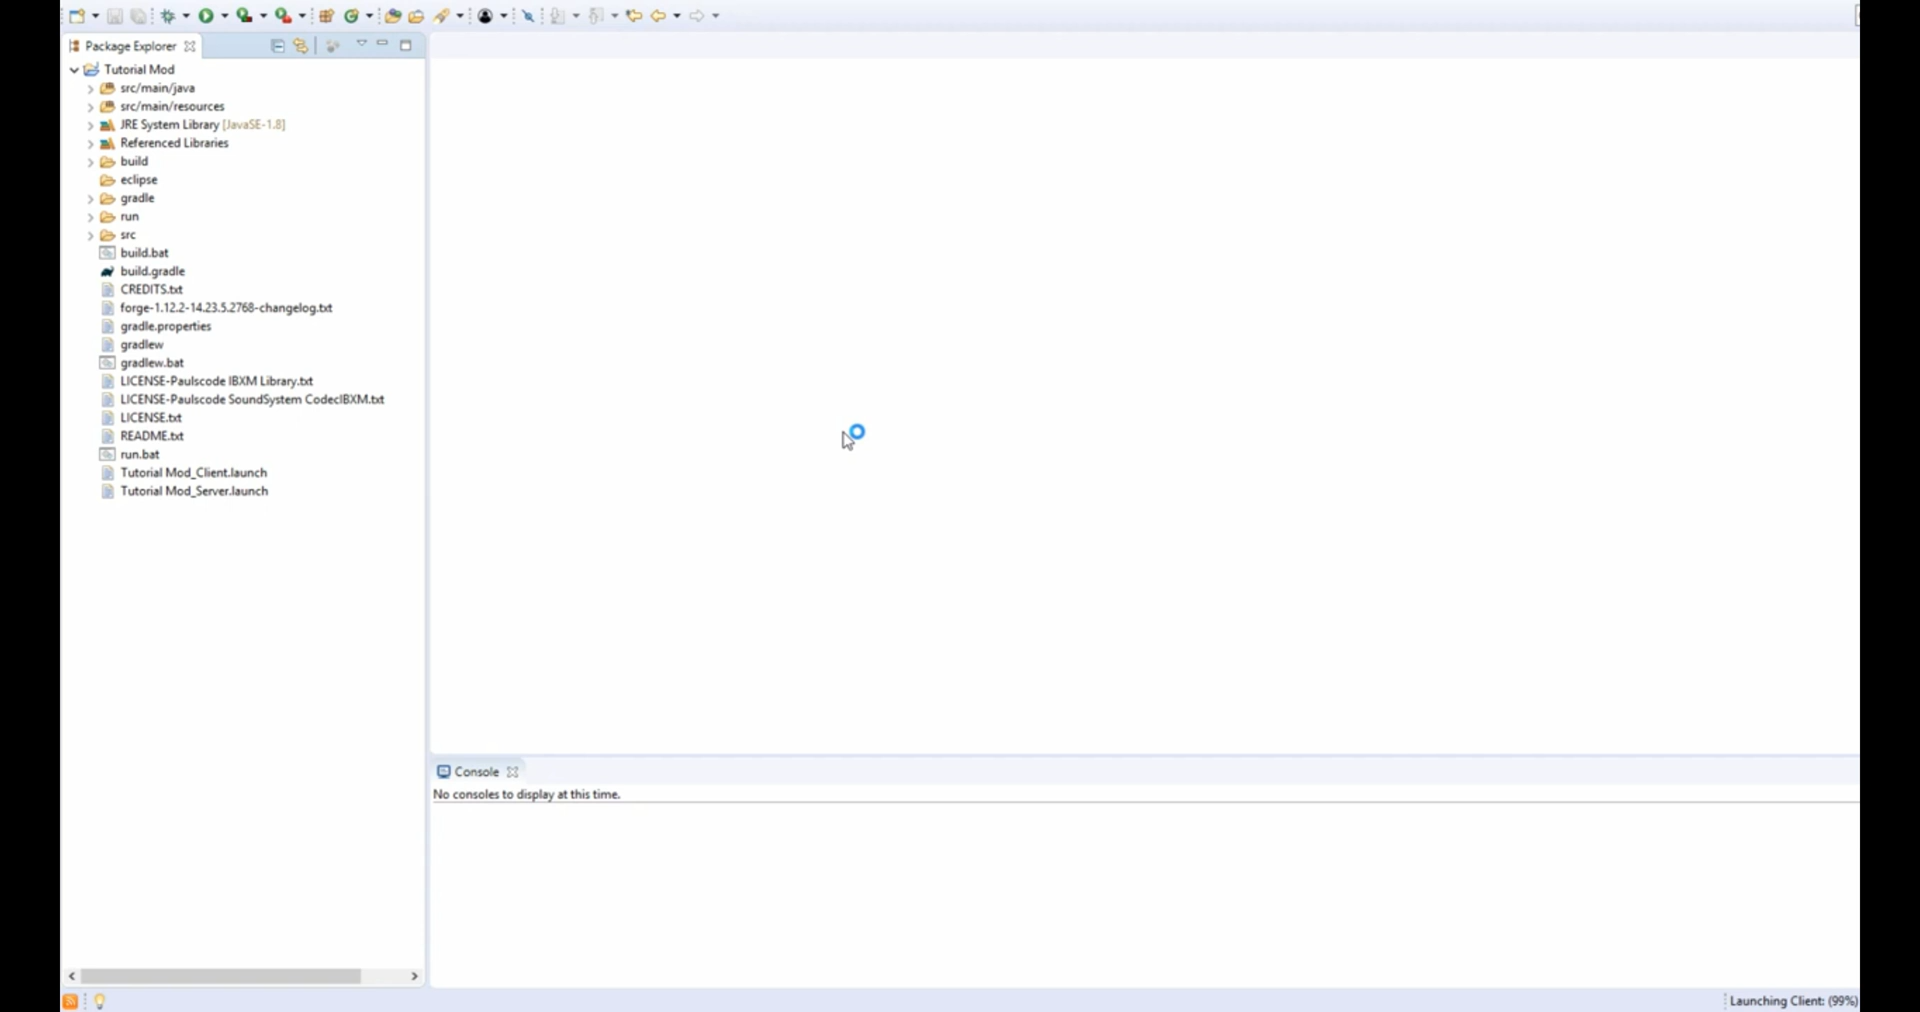 Package Explorer
Tutorial Mod
src/main/java
src/main/resources
JRE System Library [JavaSE-1.8]
Referenced Libraries
build
eclipse
gradle
run
src
build.bat
build.gradle
CREDITS.txt
forge-1.12.2-14.23.5.2768-changelog.txt
gradle.properties
gradlew
gradlew.bat
LICENSE-Paulscode IBXM Library.txt
LICENSE-Paulscode SoundSystem CodecIBXM.txt
LICENSE.txt
README.txt
run.bat
Tutorial Mod_Client.launch
Tutorial Mod_Server.launch
Console
No consoles to display at this time.
Launching Client: (99%)